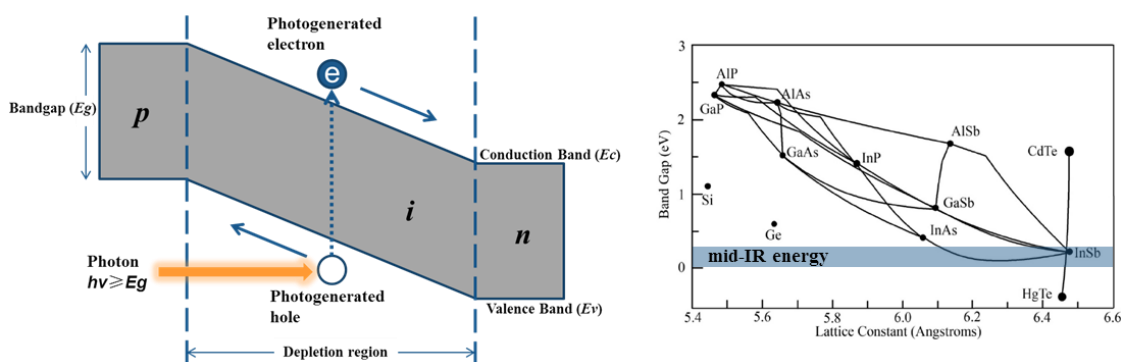 Photogenerated
electron
e
Bandgap (Eg)
p
i
n
Conduction Band (Ec)
Photon
hν≥Eg
Photogenerated
hole
Valence Band (Ev)
Depletion region
3
2
1
0
Band Gap (eV)
AlP
GaP
AlAs
AlSb
CdTe
GaAs
InP
Si
GaSb
Ge
InAs
mid-IR energy
InSb
HgTe
5.4
5.6
5.8
6.0
6.2
6.4
6.6
Lattice Constant (Angstroms)